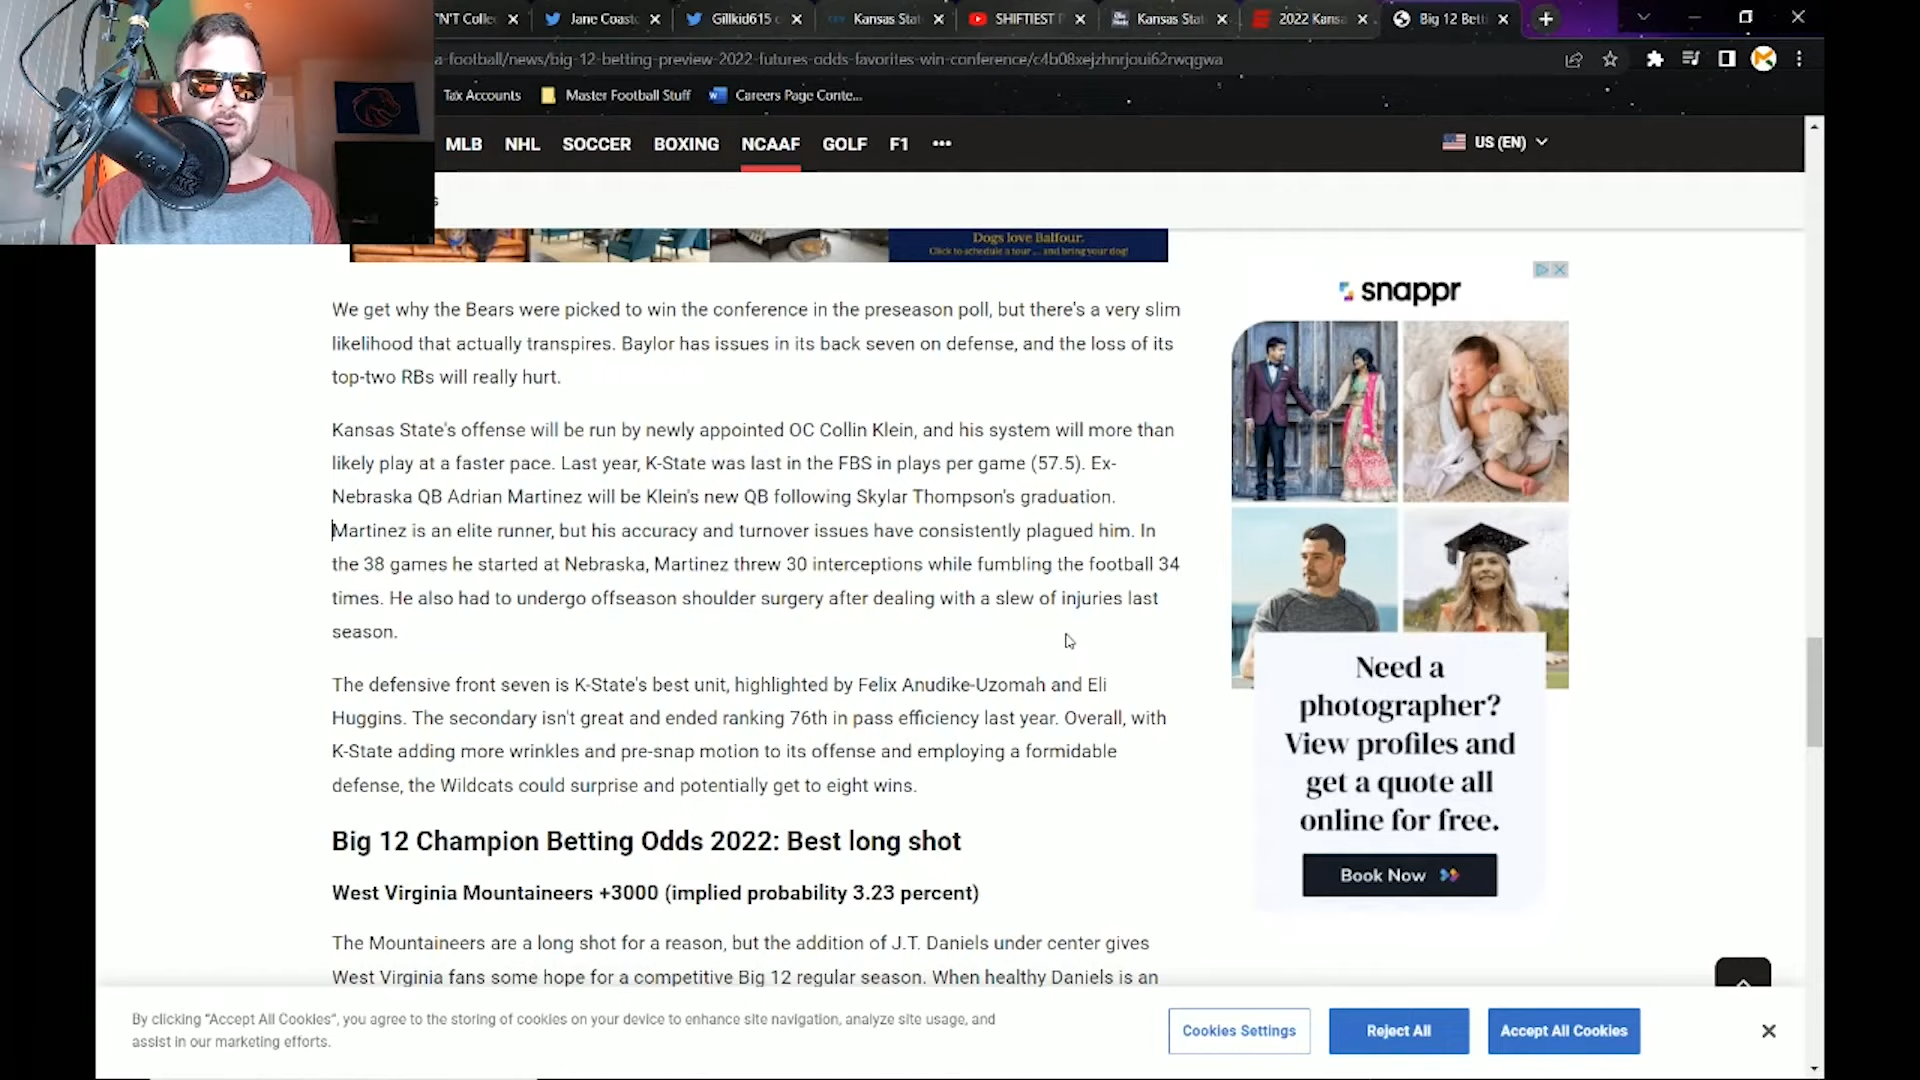 N'T Colle
Jane Coast
Gillkid615
Kansas Stat
SHIFTIEST
Kansas Stat
2022 Kansa
Big 12 Betti
a-football/news/big-12-betting-preview-2022-futures-odds-favorites-win-conference/c4b08xejzhnrjoui62rwqgwa
Tax Accounts
Master Football Stuff
Careers Page Conte...
MLB NHL SOCCER BOXING NCAAF GOLF F1 •••
US (EN)
s
Dogs love Balfour.
Click to schedule a tour ... and bring your dog!
We get why the Bears were picked to win the conference in the preseason poll, but there's a very slim
likelihood that actually transpires. Baylor has issues in its back seven on defense, and the loss of its
top-two RBs will really hurt.
Kansas State's offense will be run by newly appointed OC Collin Klein, and his system will more than
likely play at a faster pace. Last year, K-State was last in the FBS in plays per game (57.5). Ex-
Nebraska QB Adrian Martinez will be Klein's new QB following Skylar Thompson's graduation.
Martinez is an elite runner, but his accuracy and turnover issues have consistently plagued him. In
the 38 games he started at Nebraska, Martinez threw 30 interceptions while fumbling the football 34
times. He also had to undergo offseason shoulder surgery after dealing with a slew of injuries last
season.
The defensive front seven is K-State's best unit, highlighted by Felix Anudike-Uzomah and Eli
Huggins. The secondary isn't great and ended ranking 76th in pass efficiency last year. Overall, with
K-State adding more wrinkles and pre-snap motion to its offense and employing a formidable
defense, the Wildcats could surprise and potentially get to eight wins.
Big 12 Champion Betting Odds 2022: Best long shot
West Virginia Mountaineers +3000 (implied probability 3.23 percent)
The Mountaineers are a long shot for a reason, but the addition of J.T. Daniels under center gives
West Virginia fans some hope for a competitive Big 12 regular season. When healthy Daniels is an
snappr
Need a
photographer?
View profiles and
get a quote all
online for free.
Book Now
By clicking "Accept All Cookies", you agree to the storing of cookies on your device to enhance site navigation, analyze site usage, and
assist in our marketing efforts.
Cookies Settings
Reject All
Accept All Cookies